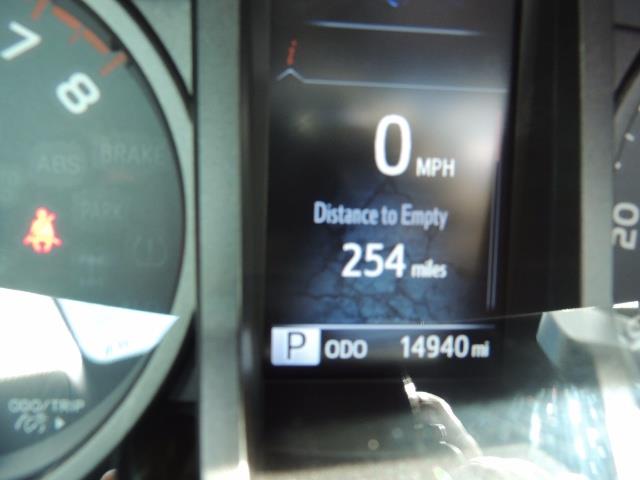 7
8
0 MPH
ABS BRAKE
Distance to Empty
PARK
254 miles
20
P ODO 14940 mi
ODO/TRIP